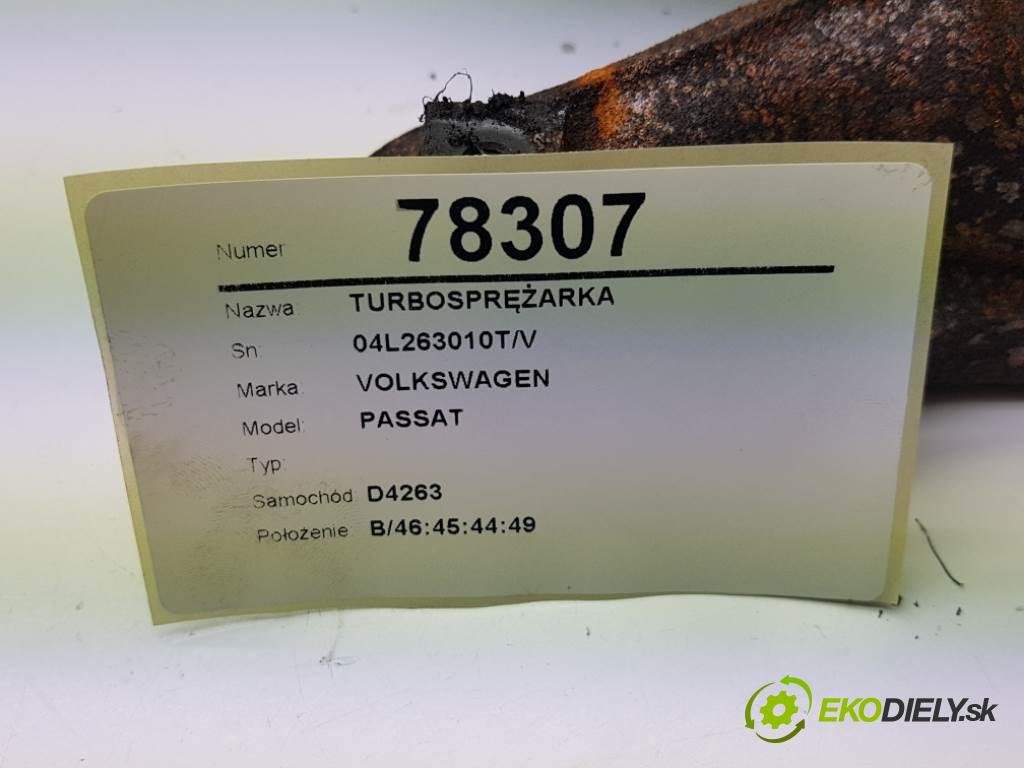 Numer 78307
Nazwa: TURBOSPRĘŻARKA
Sn: 04L263010T/V
Marka: VOLKSWAGEN
Model: PASSAT
Typ:
Samochód: D4263
Położenie: B/46:45:44:49
EKODIELY.sk